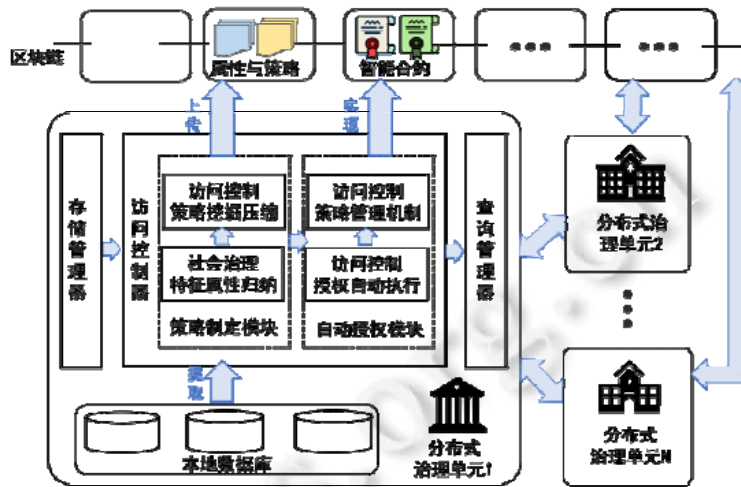 区块链
属性与策略
智能合约
上传
实现
存储管理器
访问控制器
访问控制
策略挖掘压缩
社会治理
特征属性归纳
策略制定模块
访问控制
策略管理机制
访问控制
授权自动执行
自动授权模块
查询管理器
分布式治
理单元2
提取
本地数据库
分布式
治理单元1
分布式
治理单元N